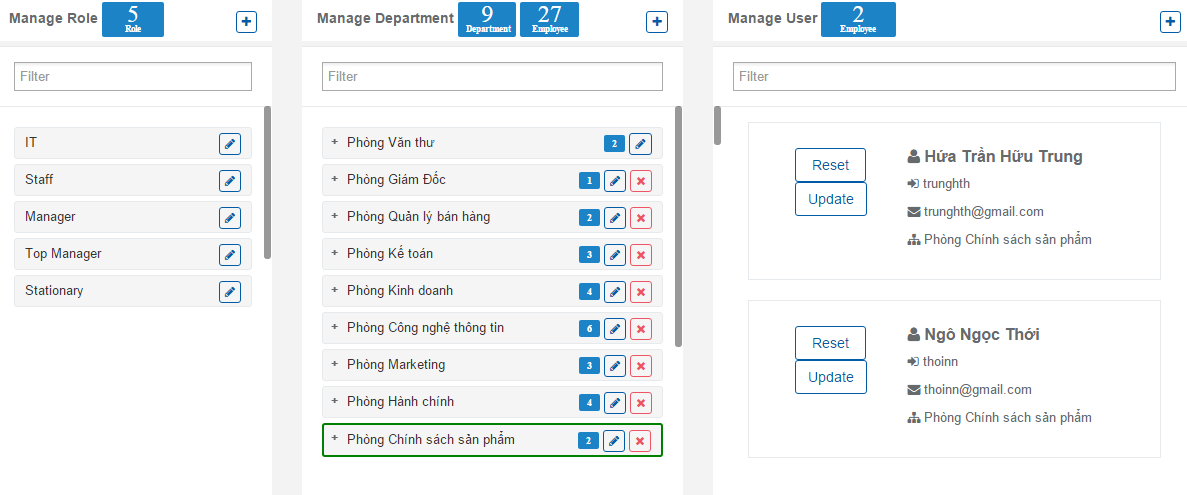 Manage Role 5 Role
Filter
IT
Staff
Manager
Top Manager
Stationary
Manage Department 9 Department 27 Employee
Filter
+ Phòng Văn thư 2
+ Phòng Giám Đốc 1
+ Phòng Quản lý bán hàng 2
+ Phòng Kế toán 3
+ Phòng Kinh doanh 4
+ Phòng Công nghệ thông tin 6
+ Phòng Marketing 3
+ Phòng Hành chính 4
+ Phòng Chính sách sản phẩm 2
Manage User 2 Employee
Filter
Reset
Update
Hứa Trần Hữu Trung
trunghth
trunghth@gmail.com
Phòng Chính sách sản phẩm
Reset
Update
Ngô Ngọc Thới
thoinn
thoinn@gmail.com
Phòng Chính sách sản phẩm